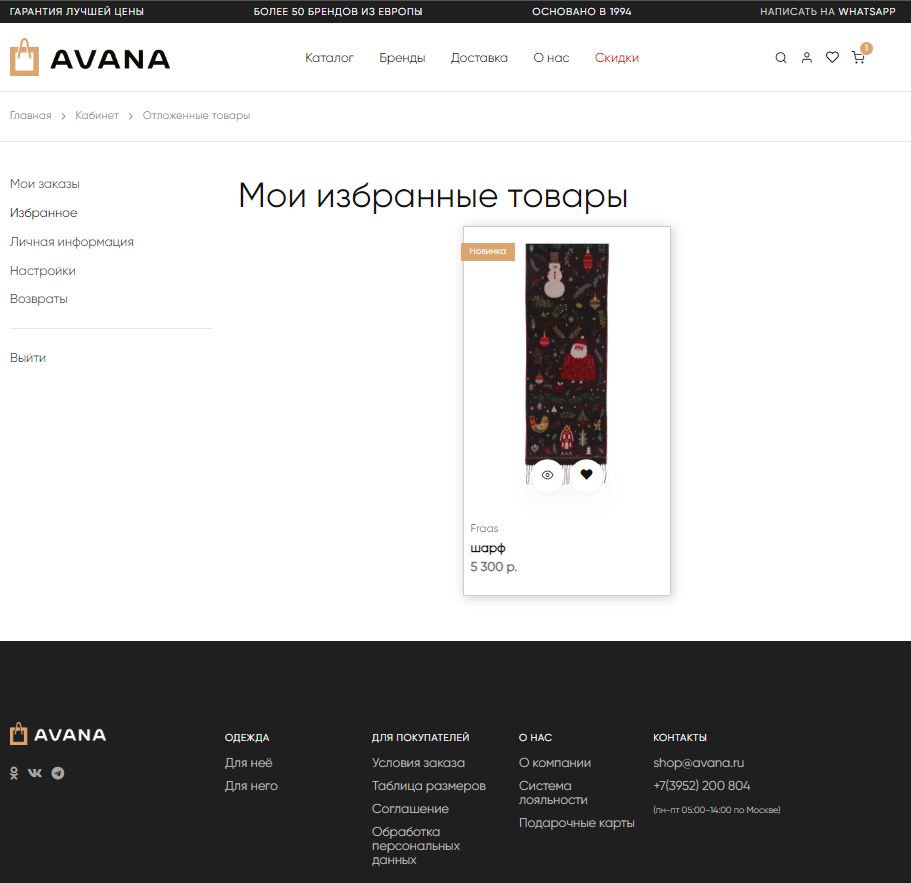 ГАРАНТИЯ ЛУЧШЕЙ ЦЕНЫ
БОЛЕЕ 50 БРЕНДОВ ИЗ ЕВРОПЫ
ОСНОВАНО В 1994
НАПИСАТЬ НА WHATSAPP
AVANA
Каталог
Бренды
Доставка
О нас
Скидки
1
Главная
Кабинет
Отложенные товары
Мои заказы
Избранное
Личная информация
Настройки
Возвраты
Выйти
Мои избранные товары
Новинка
Fraas
шарф
5 300 р.
AVANA
ОДЕЖДА
Для неё
Для него
ДЛЯ ПОКУПАТЕЛЕЙ
Условия заказа
Таблица размеров
Соглашение
Обработка
персональных
данных
О НАС
О компании
Система
лояльности
Подарочные карты
КОНТАКТЫ
shop@avana.ru
+7(3952) 200 804
(пн-пт 05:00-14:00 по Москве)